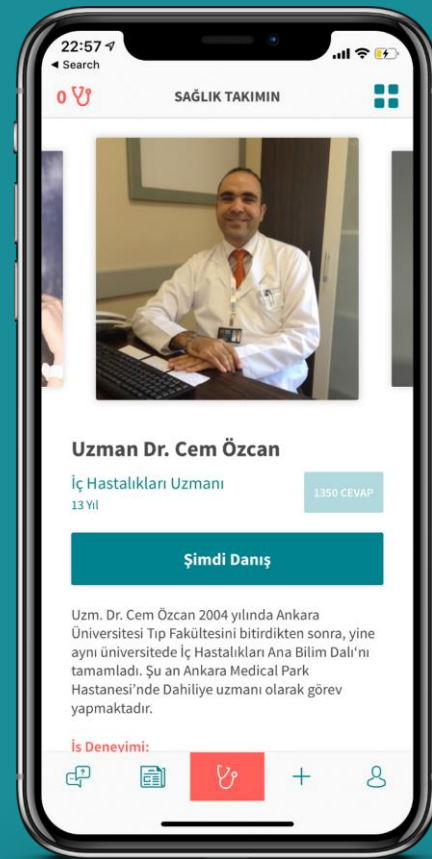 22:57
◀ Search
0
SAĞLIK TAKIMIN
Uzman Dr. Cem Özcan
İç Hastalıkları Uzmanı
13 Yıl
1350 CEVAP
Şimdi Danış
Uzm. Dr. Cem Özcan 2004 yılında Ankara
Üniversitesi Tıp Fakültesini bitirdikten sonra, yine
aynı üniversitede İç Hastalıkları Ana Bilim Dalı'nı
tamamladı. Şu an Ankara Medical Park
Hastanesi'nde Dahiliye uzmanı olarak görev
yapmaktadır.
İş Deneyimi: